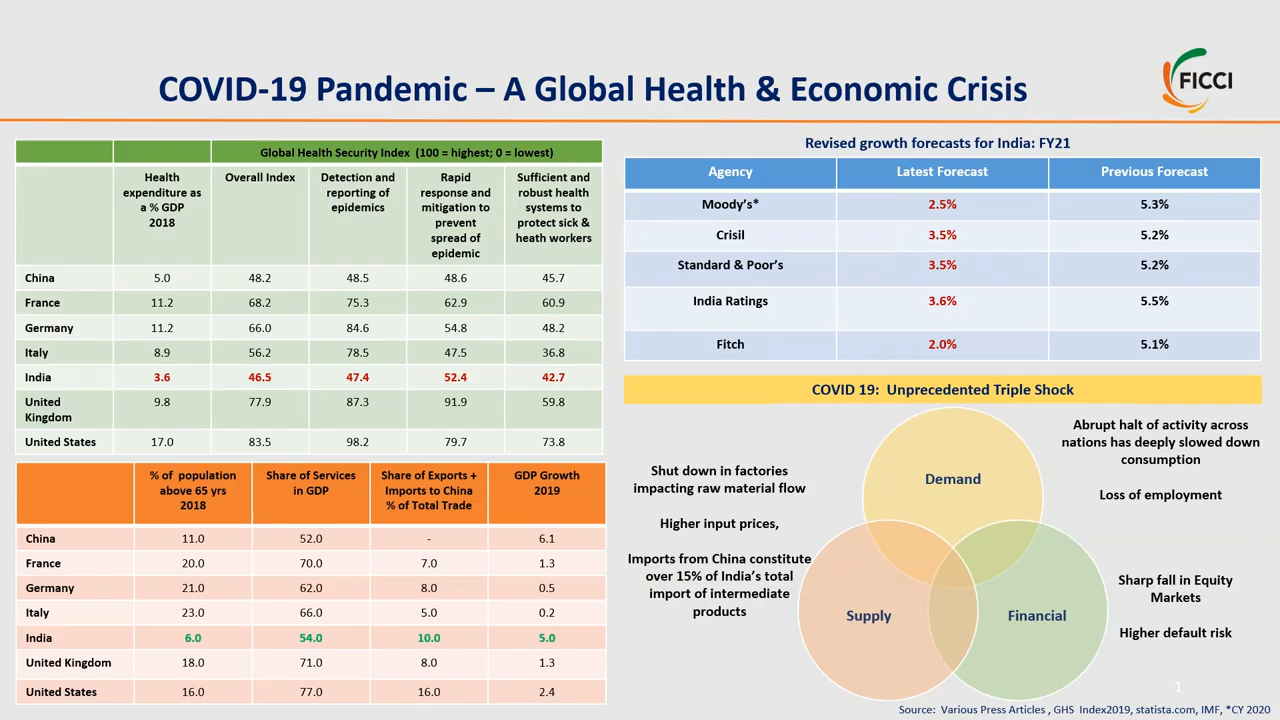 COVID-19 Pandemic – A Global Health & Economic Crisis
FICCI
Global Health Security Index (100 = highest; 0 = lowest)
Health expenditure as a % GDP 2018 Overall Index Detection and reporting of epidemics Rapid response and mitigation to prevent spread of epidemic Sufficient and robust health systems to protect sick & heath workers
China 5.0 48.2 48.5 48.6 45.7
France 11.2 68.2 75.3 62.9 60.9
Germany 11.2 66.0 84.6 54.8 48.2
Italy 8.9 56.2 78.5 47.5 36.8
India 3.6 46.5 47.4 52.4 42.7
United Kingdom 9.8 77.9 87.3 91.9 59.8
United States 17.0 83.5 98.2 79.7 73.8
% of population above 65 yrs 2018 Share of Services in GDP Share of Exports + Imports to China % of Total Trade GDP Growth 2019
China 11.0 52.0 - 6.1
France 20.0 70.0 7.0 1.3
Germany 21.0 62.0 8.0 0.5
Italy 23.0 66.0 5.0 0.2
India 6.0 54.0 10.0 5.0
United Kingdom 18.0 71.0 8.0 1.3
United States 16.0 77.0 16.0 2.4
Revised growth forecasts for India: FY21
Agency Latest Forecast Previous Forecast
Moody's* 2.5% 5.3%
Crisil 3.5% 5.2%
Standard & Poor's 3.5% 5.2%
India Ratings 3.6% 5.5%
Fitch 2.0% 5.1%
COVID 19: Unprecedented Triple Shock
Shut down in factories
impacting raw material flow
Higher input prices,
Imports from China constitute
over 15% of India's total
import of intermediate
products
Demand
Supply
Financial
Abrupt halt of activity across
nations has deeply slowed down
consumption
Loss of employment
Sharp fall in Equity
Markets
Higher default risk
1
Source: Various Press Articles , GHS Index2019, statista.com, IMF, *CY 2020